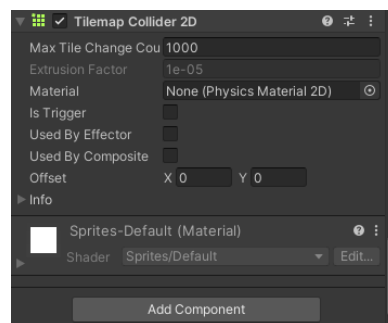 Tilemap Collider 2D
Max Tile Change Cou 1000
Extrusion Factor 1e-05
Material None (Physics Material 2D)
Is Trigger
Used By Effector
Used By Composite
Offset X 0 Y 0
Info
Sprites-Default (Material)
Shader Sprites/Default Edit...
Add Component